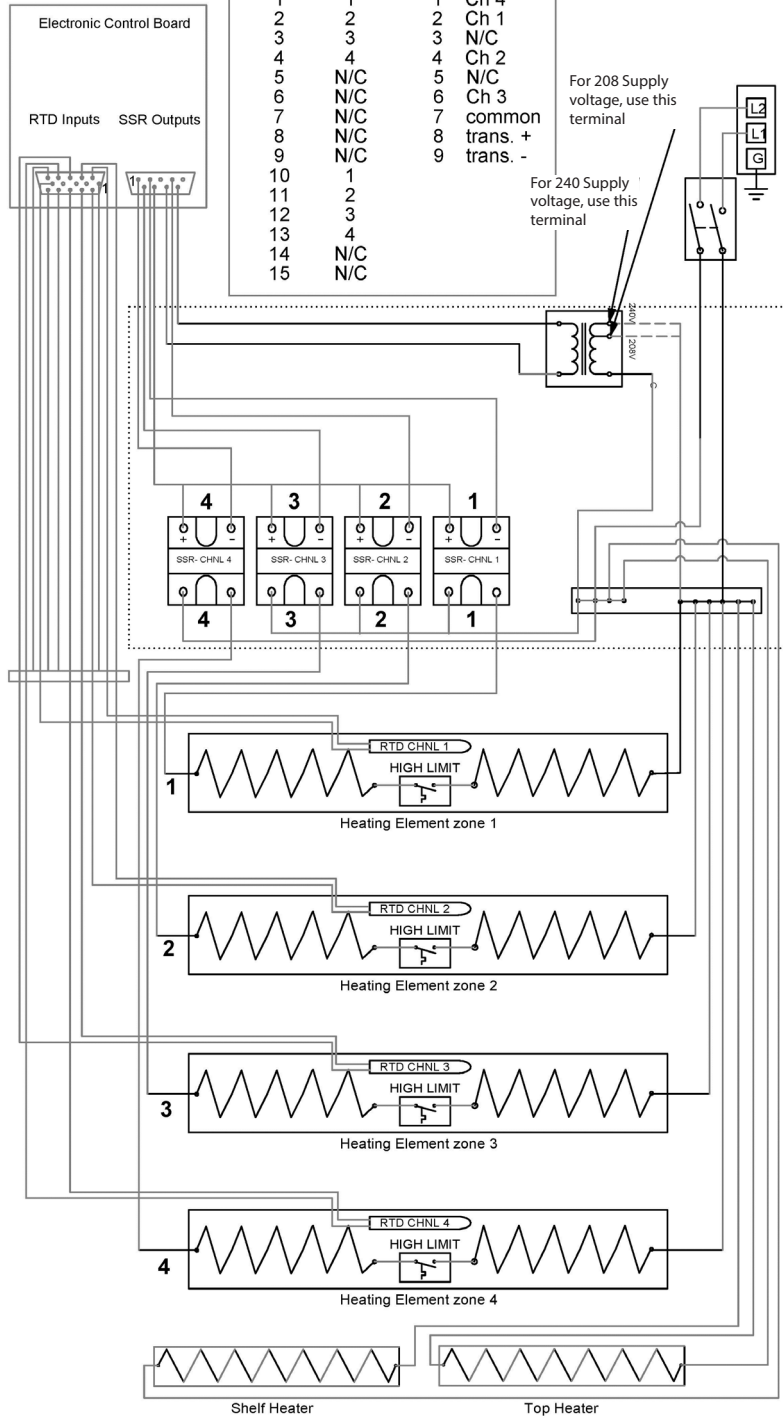 Electronic Control Board
RTD Inputs SSR Outputs
1
1
1 1 1 Ch 4
2 2 2 Ch 1
3 3 3 N/C
4 4 4 Ch 2
5 N/C 5 N/C
6 N/C 6 Ch 3
7 N/C 7 common
8 N/C 8 trans. +
9 N/C 9 trans. -
10 1
11 2
12 3
13 4
14 N/C
15 N/C
For 208 Supply
voltage, use this
terminal
For 240 Supply
voltage, use this
terminal
L2
L1
G
240V
208V
4 3 2 1
+ - + - + - + -
SSR- CHNL 4 SSR- CHNL 3 SSR- CHNL 2 SSR- CHNL 1
4 3 2 1
RTD CHNL 1
HIGH LIMIT
1
Heating Element zone 1
RTD CHNL 2
HIGH LIMIT
2
Heating Element zone 2
RTD CHNL 3
HIGH LIMIT
3
Heating Element zone 3
RTD CHNL 4
HIGH LIMIT
4
Heating Element zone 4
Shelf Heater Top Heater